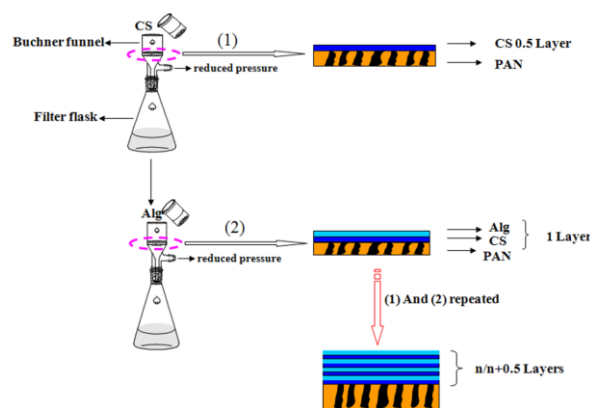 CS
Buchner funnel
(1)
CS 0.5 Layer
PAN
reduced pressure
Filter flask
Alg
(2)
Alg
CS
1 Layer
PAN
reduced pressure
(1) And (2) repeated
n/n+0.5 Layers